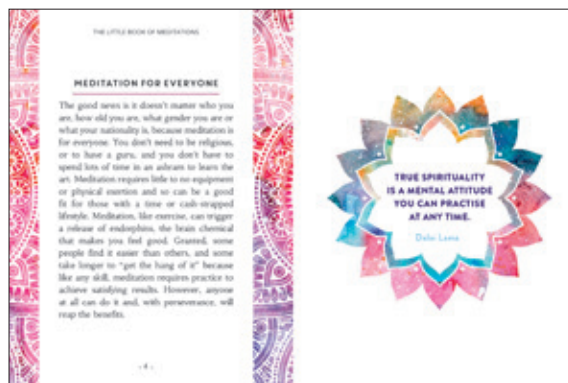 THE LITTLE BOOK OF MEDITATIONS
MEDITATION FOR EVERYONE
The good news is it doesn't matter who you
are, how old you are, what gender you are or
what your nationality is, because meditation is
for everyone. You don't need to be religious,
or to have a guru, and you don't have to
spend lots of time in an ashram to learn the
art. Meditation requires little to no equipment
or physical exertion and so can be a good
fit for those with a time or cash-strapped
lifestyle. Meditation, like exercise, can trigger
a release of endorphins, the brain chemical
that makes you feel good. Granted, some
people find it easier than others, and some
take longer to "get the hang of it" because
like any skill, meditation requires practice to
achieve satisfying results. However, anyone
at all can do it and, with perseverance, will
reap the benefits.
- 4 -
TRUE SPIRITUALITY
IS A MENTAL ATTITUDE
YOU CAN PRACTISE
AT ANY TIME.
Dalai Lama